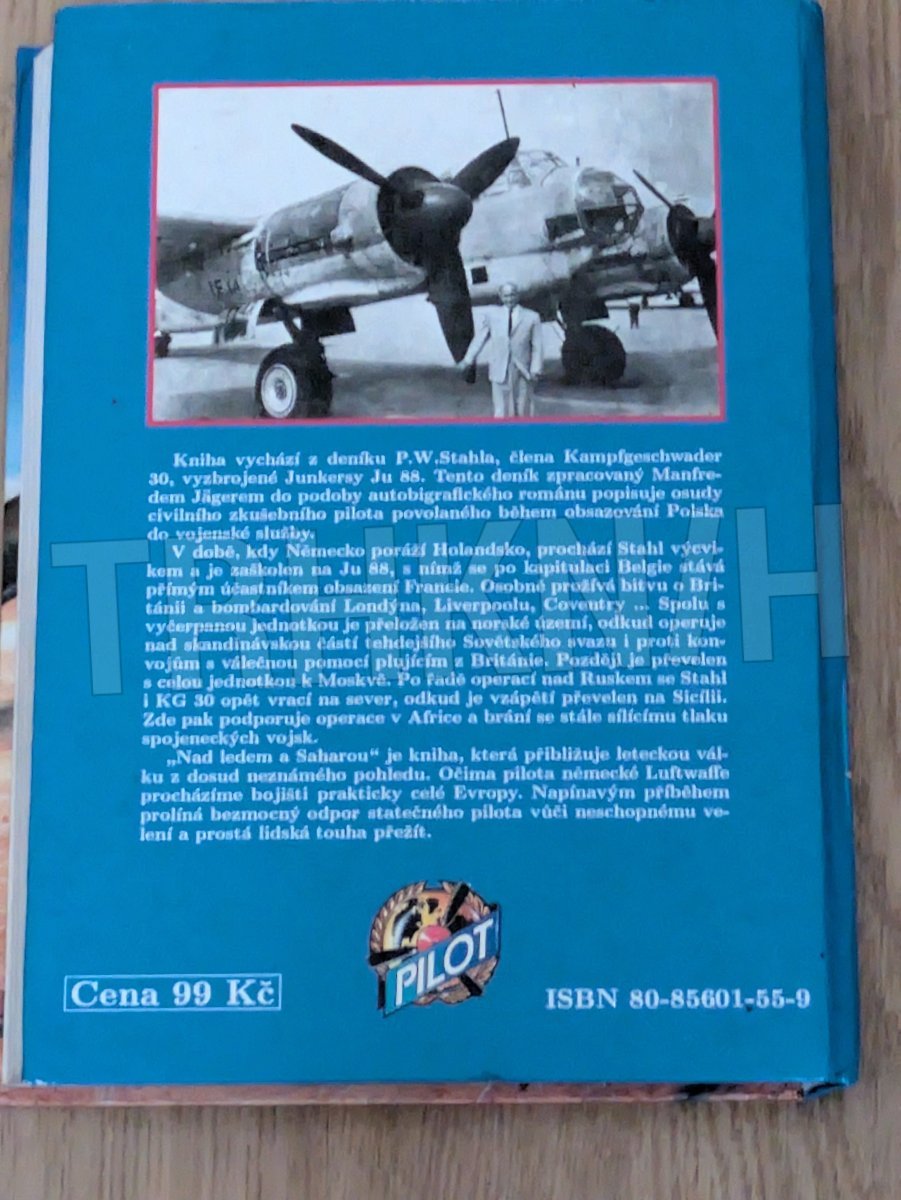 Kniha vychází z deníku P.W.Stahla, člena Kampfgeschwader
30, vyzbrojené Junkersy Ju 88. Tento deník zpracovaný Manfre-
dem Jägerem do podoby autobigrafického románu popisuje osudy
civilního zkušebního pilota povolaného během obsazování Polska
do vojenské služby.
V době, kdy Německo poráží Holandsko, prochází Stahl výcvi-
kem a je zaškolen na Ju 88, s nímž se po kapitulaci Belgie stává
přímým účastníkem obsazení Francie. Osobně prožívá bitvu o Bri-
tánii a bombardování Londýna, Liverpoolu, Coventry ... Spolu s
vyčerpanou jednotkou je přeložen na norské území, odkud operuje
nad skandinávskou částí tehdejšího Sovětského svazu i proti kon-
vojům s válečnou pomocí plujícím z Británie. Později je převelen
s celou jednotkou k Moskvě. Po řadě operací nad Ruskem se Stahl
i KG 30 opět vrací na sever, odkud je vzápětí převelen na Sicílii.
Zde pak podporuje operace v Africe a brání se stále sílícímu tlaku
spojeneckých vojsk.
„Nad ledem a Saharou“ je kniha, která přibližuje leteckou vál-
ku z dosud neznámého pohledu. Očima pilota německé Luftwaffe
procházíme bojišti prakticky celé Evropy. Napínavým příběhem
prolíná bezmocný odpor statečného pilota vůči neschopnému ve-
lení a prostá lidská touha přežít.
PILOT
Cena 99 Kč
ISBN 80-85601-55-9